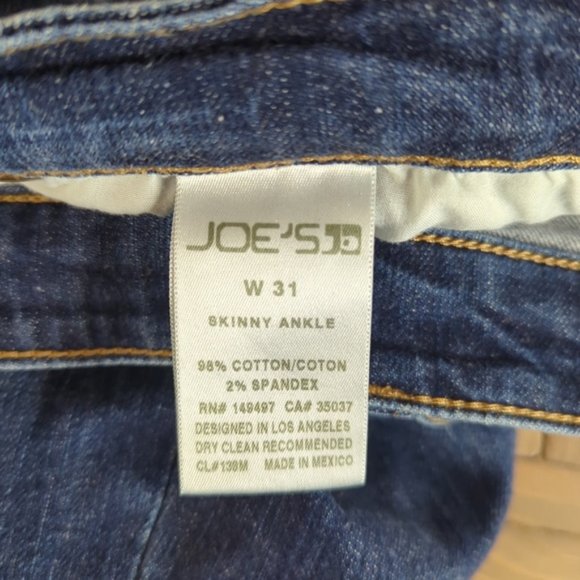 JOE'S
W 31
SKINNY ANKLE
98% COTTON/COTON
2% SPANDEX
RN# 149497 CA# 35037
DESIGNED IN LOS ANGELES
DRY CLEAN RECOMMENDED
CL#139M MADE IN MEXICO